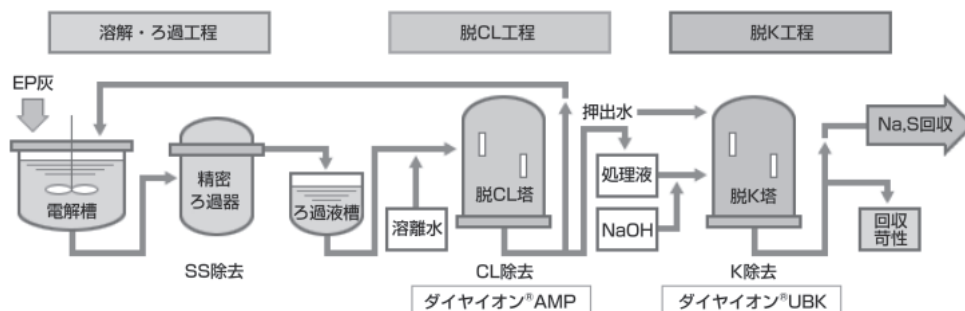 溶解・ろ過工程
脱CL工程
脱K工程
EP灰
押出水
Na,S回収
精密
ろ過器
処理液
電解槽
ろ過液槽
溶離水
脱CL塔
NaOH
脱K塔
回収
苛性
SS除去
CL除去
K除去
ダイヤイオン®AMP
ダイヤイオン®UBK